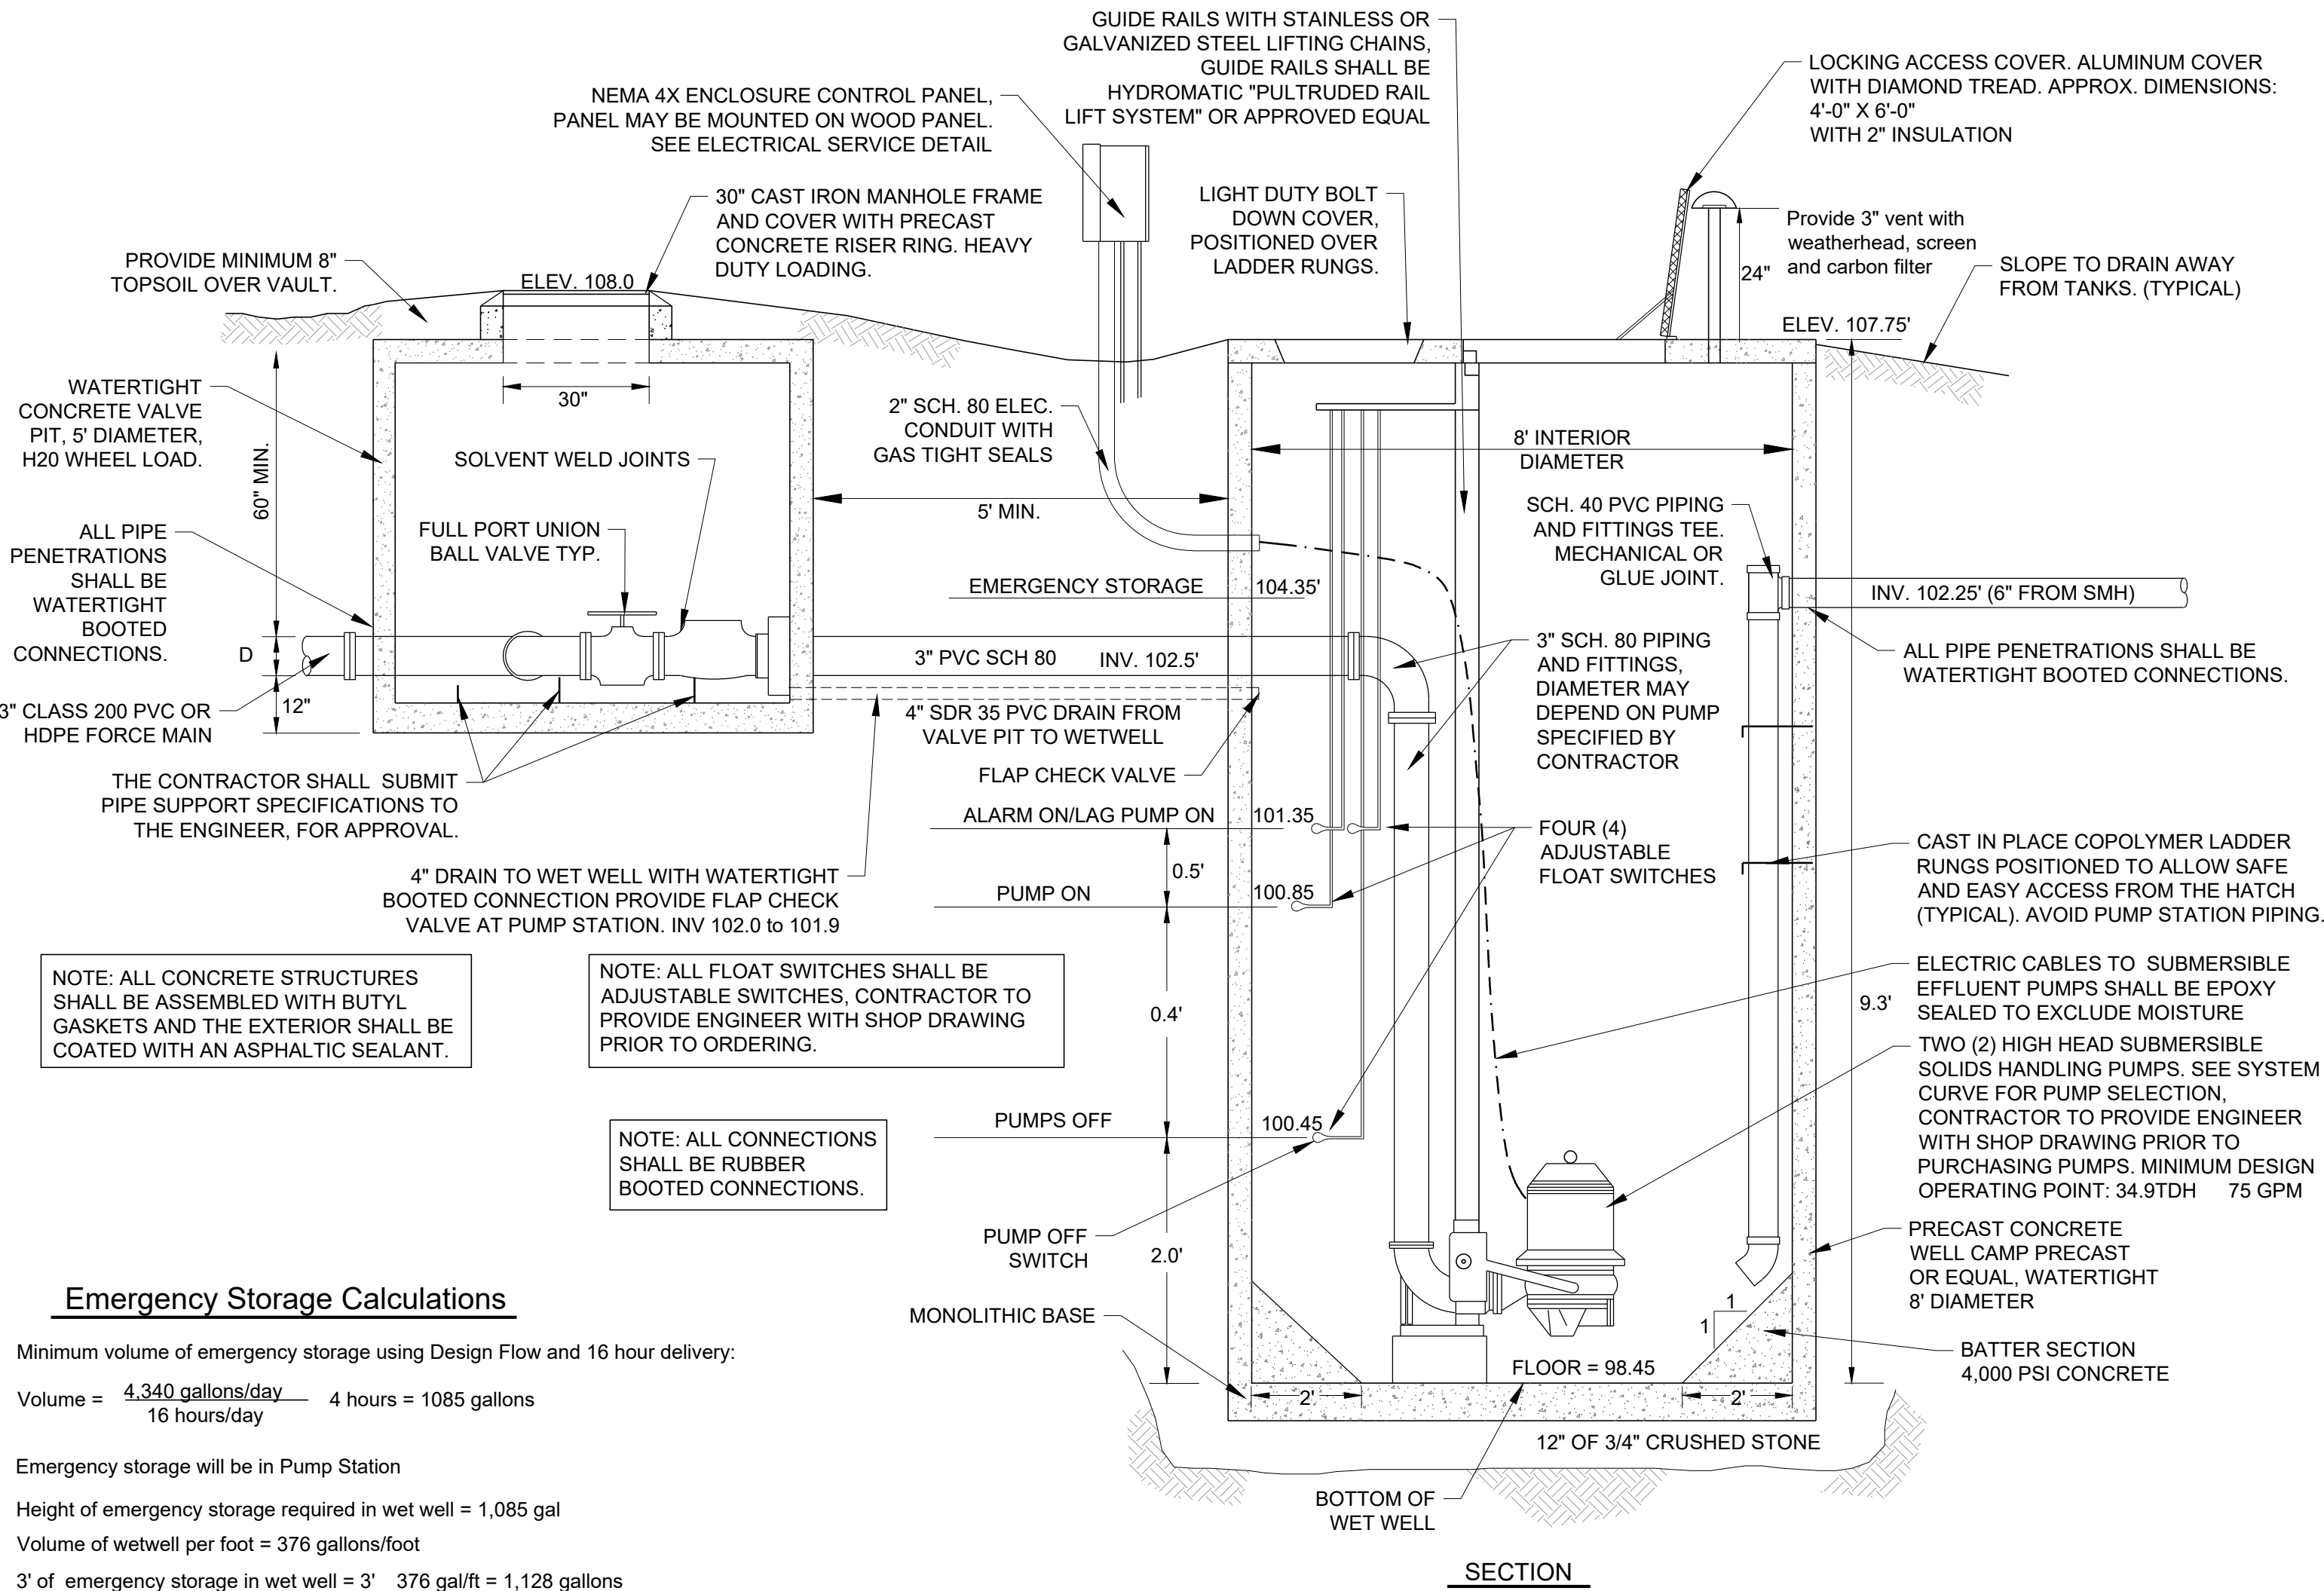 GUIDE RAILS WITH STAINLESS OR
GALVANIZED STEEL LIFTING CHAINS,
GUIDE RAILS SHALL BE
HYDROMATIC "PULTRUDED RAIL
LIFT SYSTEM" OR APPROVED EQUAL
LOCKING ACCESS COVER. ALUMINUM COVER
WITH DIAMOND TREAD. APPROX. DIMENSIONS:
4'-0" X 6'-0"
WITH 2" INSULATION
NEMA 4X ENCLOSURE CONTROL PANEL,
PANEL MAY BE MOUNTED ON WOOD PANEL.
SEE ELECTRICAL SERVICE DETAIL
30" CAST IRON MANHOLE FRAME
AND COVER WITH PRECAST
CONCRETE RISER RING. HEAVY
DUTY LOADING.
LIGHT DUTY BOLT
DOWN COVER,
POSITIONED OVER
LADDER RUNGS.
Provide 3" vent with
weatherhead, screen
and carbon filter
24"
SLOPE TO DRAIN AWAY
FROM TANKS. (TYPICAL)
PROVIDE MINIMUM 8"
TOPSOIL OVER VAULT.
ELEV. 108.0
ELEV. 107.75'
WATERTIGHT
CONCRETE VALVE
PIT, 5' DIAMETER,
H20 WHEEL LOAD.
60" MIN.
30"
SOLVENT WELD JOINTS
2" SCH. 80 ELEC.
CONDUIT WITH
GAS TIGHT SEALS
8' INTERIOR
DIAMETER
5' MIN.
SCH. 40 PVC PIPING
AND FITTINGS TEE.
MECHANICAL OR
GLUE JOINT.
ALL PIPE
PENETRATIONS
SHALL BE
WATERTIGHT
BOOTED
CONNECTIONS.
FULL PORT UNION
BALL VALVE TYP.
EMERGENCY STORAGE 104.35'
INV. 102.25' (6" FROM SMH)
D
3" PVC SCH 80 INV. 102.5'
3" SCH. 80 PIPING
AND FITTINGS,
DIAMETER MAY
DEPEND ON PUMP
SPECIFIED BY
CONTRACTOR
ALL PIPE PENETRATIONS SHALL BE
WATERTIGHT BOOTED CONNECTIONS.
3" CLASS 200 PVC OR
HDPE FORCE MAIN
12"
4" SDR 35 PVC DRAIN FROM
VALVE PIT TO WETWELL
FLAP CHECK VALVE
THE CONTRACTOR SHALL SUBMIT
PIPE SUPPORT SPECIFICATIONS TO
THE ENGINEER, FOR APPROVAL.
ALARM ON/LAG PUMP ON 101.35
0.5'
FOUR (4)
ADJUSTABLE
FLOAT SWITCHES
CAST IN PLACE COPOLYMER LADDER
RUNGS POSITIONED TO ALLOW SAFE
AND EASY ACCESS FROM THE HATCH
(TYPICAL). AVOID PUMP STATION PIPING.
4" DRAIN TO WET WELL WITH WATERTIGHT
BOOTED CONNECTION PROVIDE FLAP CHECK
VALVE AT PUMP STATION. INV 102.0 to 101.9
PUMP ON 100.85
NOTE: ALL CONCRETE STRUCTURES
SHALL BE ASSEMBLED WITH BUTYL
GASKETS AND THE EXTERIOR SHALL BE
COATED WITH AN ASPHALTIC SEALANT.
NOTE: ALL FLOAT SWITCHES SHALL BE
ADJUSTABLE SWITCHES, CONTRACTOR TO
PROVIDE ENGINEER WITH SHOP DRAWING
PRIOR TO ORDERING.
0.4'
9.3'
ELECTRIC CABLES TO SUBMERSIBLE
EFFLUENT PUMPS SHALL BE EPOXY
SEALED TO EXCLUDE MOISTURE
TWO (2) HIGH HEAD SUBMERSIBLE
SOLIDS HANDLING PUMPS. SEE SYSTEM
CURVE FOR PUMP SELECTION,
CONTRACTOR TO PROVIDE ENGINEER
WITH SHOP DRAWING PRIOR TO
PURCHASING PUMPS. MINIMUM DESIGN
OPERATING POINT: 34.9TDH 75 GPM
PUMPS OFF 100.45
NOTE: ALL CONNECTIONS
SHALL BE RUBBER
BOOTED CONNECTIONS.
PUMP OFF
SWITCH
2.0'
PRECAST CONCRETE
WELL CAMP PRECAST
OR EQUAL, WATERTIGHT
8' DIAMETER
MONOLITHIC BASE
1
1
BATTER SECTION
4,000 PSI CONCRETE
FLOOR = 98.45
2'
2'
12" OF 3/4" CRUSHED STONE
BOTTOM OF
WET WELL
SECTION
Emergency Storage Calculations
Minimum volume of emergency storage using Design Flow and 16 hour delivery:
Volume = 4,340 gallons/day 4 hours = 1085 gallons
16 hours/day
Emergency storage will be in Pump Station
Height of emergency storage required in wet well = 1,085 gal
Volume of wetwell per foot = 376 gallons/foot
3' of emergency storage in wet well = 3' 376 gal/ft = 1,128 gallons